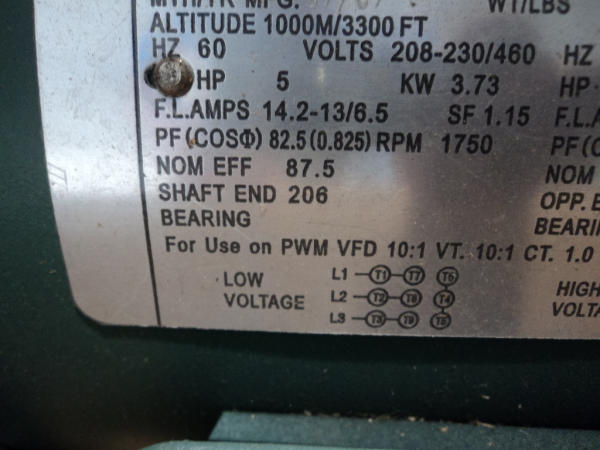 MTH/YR MFG. WT/LBS
ALTITUDE 1000M/3300 FT
HZ 60 VOLTS 208-230/460 HZ
HP 5 KW 3.73 HP
F.L.AMPS 14.2-13/6.5 SF 1.15 F.L.A
PF(COSΦ) 82.5(0.825) RPM 1750 PF(C
NOM EFF 87.5 NOM
SHAFT END 206 OPP. E
BEARING BEARIN
For Use on PWM VFD 10:1 VT. 10:1 CT. 1.0
LOW VOLTAGE
L1 T1 T7 T6
L2 T2 T8 T4
L3 T3 T9 T5
HIGH
VOLTA